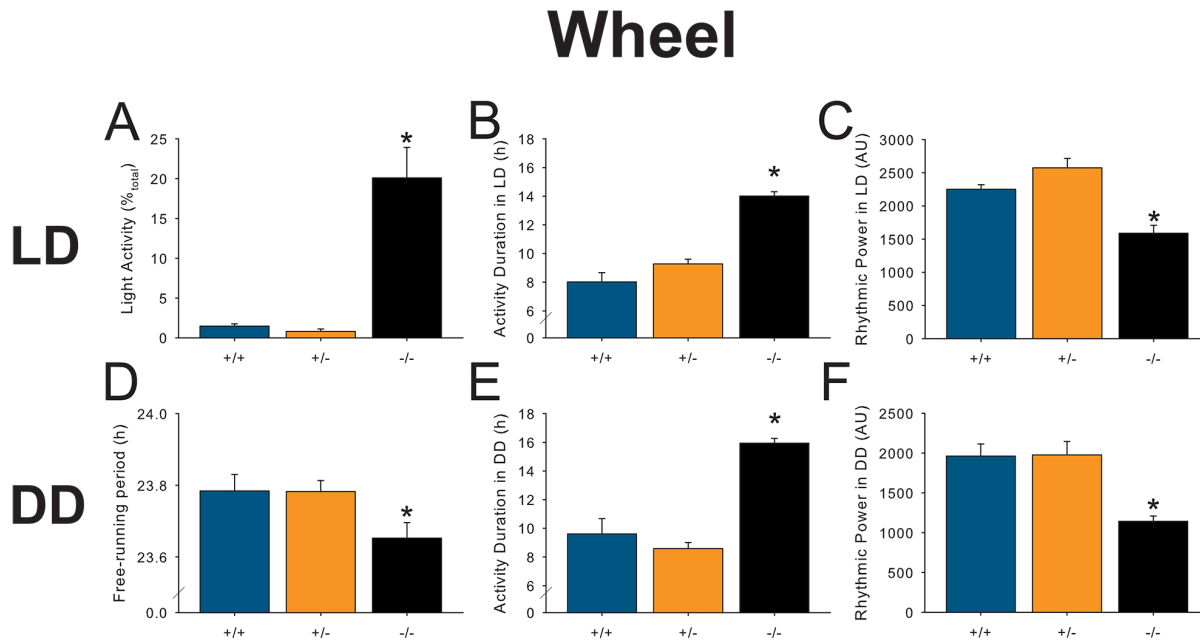 Wheel
LD
A
Light Activity (%total)
25
20
15
10
5
0
*
+/+ +/- -/-
B
Activity Duration in LD (h)
18
16
14
12
10
8
6
0
*
+/+ +/- -/-
C
Rhythmic Power in LD (AU)
3000
2500
2000
1500
1000
500
0
*
+/+ +/- -/-
DD
D
Free-running period (h)
24.0
23.8
23.6
0.0
*
+/+ +/- -/-
E
Activity Duration in DD (h)
18
16
14
12
10
8
6
0
*
+/+ +/- -/-
F
Rhythmic Power in DD (AU)
2500
2000
1500
1000
500
0
*
+/+ +/- -/-